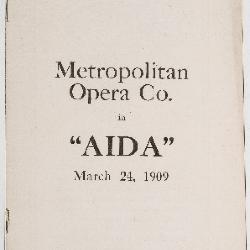 Metropolitan
Opera Co.
in
"AIDA"
March 24, 1909